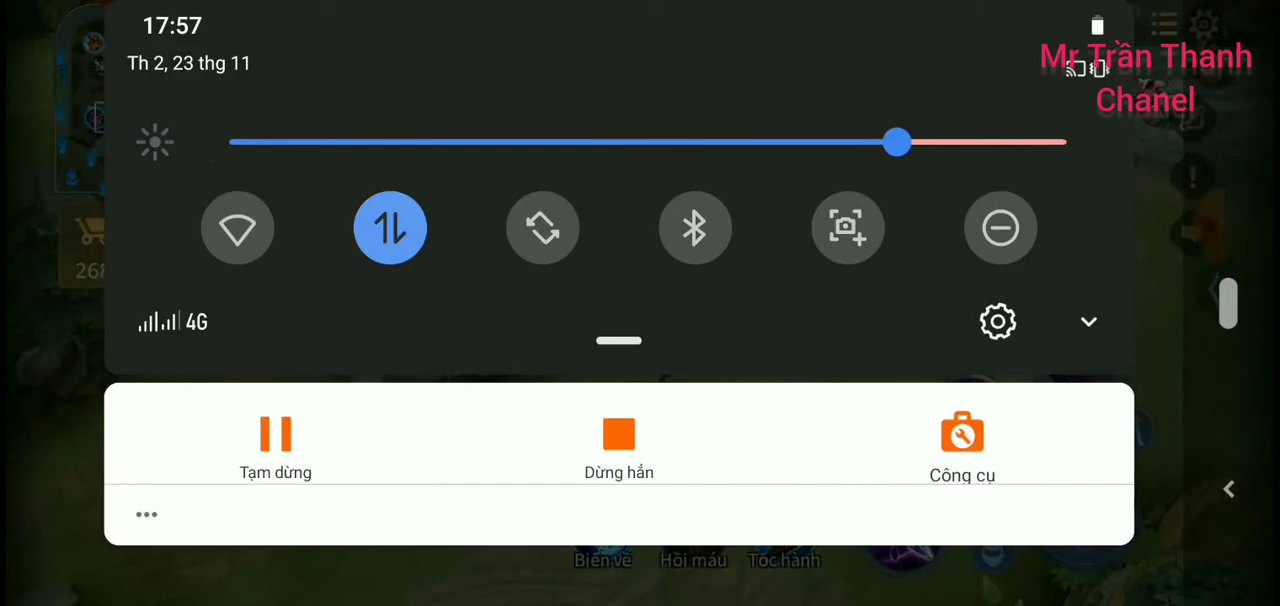 17:57
Th 2, 23 thg 11
Mr Trần Thanh
Chanel
268
4G
Tạm dừng
Dừng hẳn
Công cụ
Biến về
Hồi máu
Tốc hành